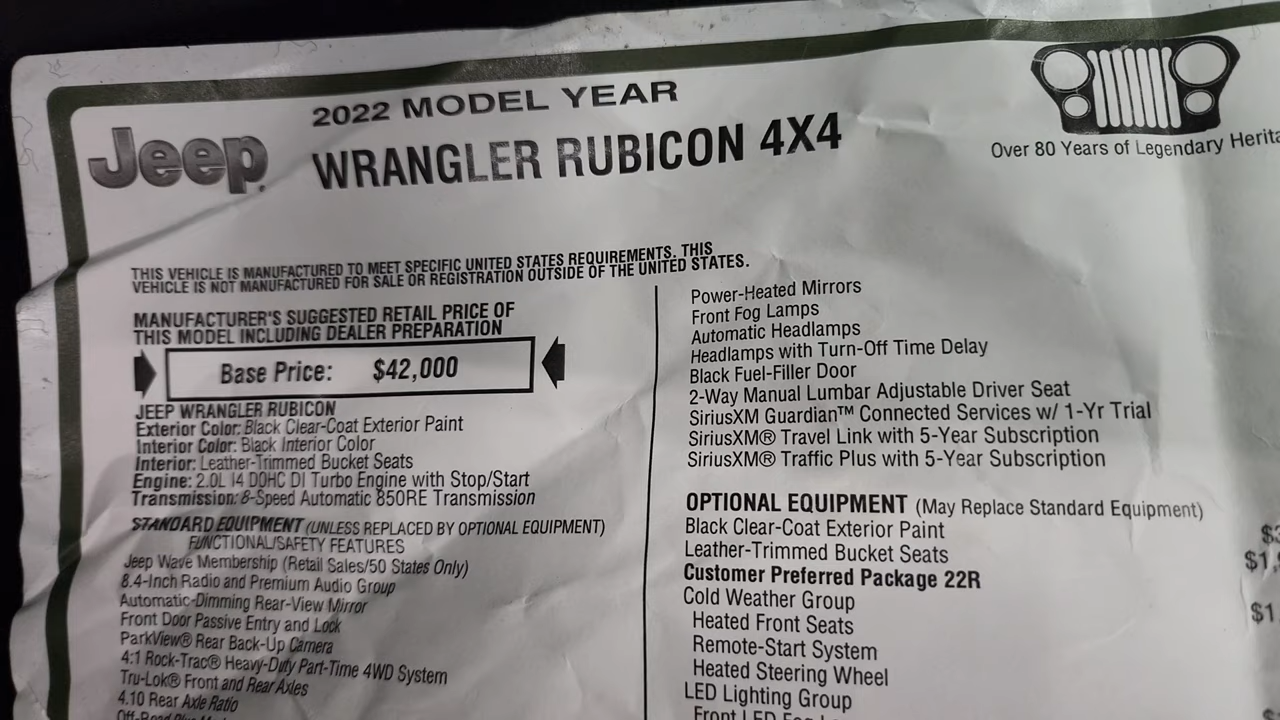 2022 MODEL YEAR
Jeep
WRANGLER RUBICON 4X4
Over 80 Years of Legendary
THIS VEHICLE IS MANUFACTURED TO MEET SPECIFIC UNITED STATES REQUIREMENTS. THIS
VEHICLE IS NOT MANUFACTURED FOR SALE OR REGISTRATION OUTSIDE OF THE UNITED STATES.
MANUFACTURER'S SUGGESTED RETAIL PRICE OF
THIS MODEL INCLUDING DEALER PREPARATION
Base Price: $42,000
JEEP WRANGLER RUBICON
Exterior Color: Black Clear-Coat Exterior Paint
Interior Color: Black Interior Color
Interior: Leather-Trimmed Bucket Seats
Engine: 2.0L I4 DOHC DI Turbo Engine with Stop/Start
Transmission: 8-Speed Automatic 850RE Transmission
STANDARD EQUIPMENT (UNLESS REPLACED BY OPTIONAL EQUIPMENT)
FUNCTIONAL/SAFETY FEATURES
Jeep Wave Membership (Retail Sales/50 States Only)
8.4-Inch Radio and Premium Audio Group
Automatic-Dimming Rear-View Mirror
Front Door Passive Entry and Lock
ParkView® Rear Back-Up Camera
4:1 Rock-Trac® Heavy-Duty Part-Time 4WD System
Tru-Lok® Front and Rear Axles
4.10 Rear Axle Ratio
Power-Heated Mirrors
Front Fog Lamps
Automatic Headlamps
Headlamps with Turn-Off Time Delay
Black Fuel-Filler Door
2-Way Manual Lumbar Adjustable Driver Seat
SiriusXM Guardian™ Connected Services w/ 1-Yr Trial
SiriusXM® Travel Link with 5-Year Subscription
SiriusXM® Traffic Plus with 5-Year Subscription
OPTIONAL EQUIPMENT (May Replace Standard Equipment)
Black Clear-Coat Exterior Paint
Leather-Trimmed Bucket Seats
Customer Preferred Package 22R
Cold Weather Group
Heated Front Seats
Remote-Start System
Heated Steering Wheel
LED Lighting Group
Front LED Fog